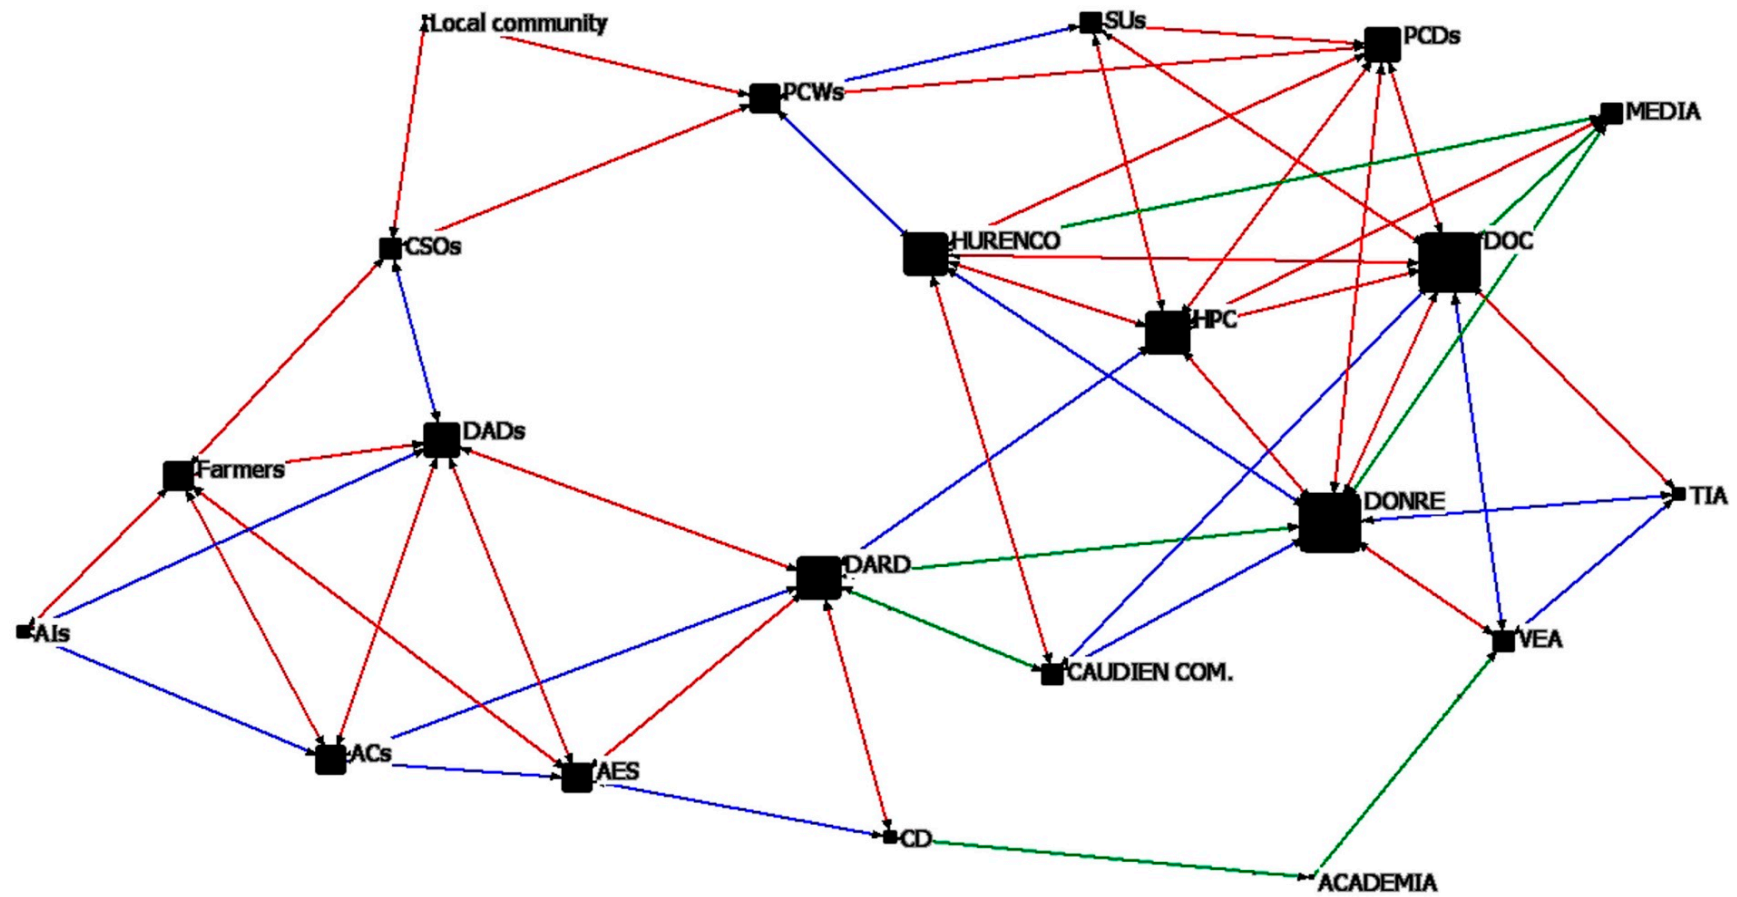 Local community
SUs
PCDs
PCWs
MEDIA
HURENCO
DOC
CSOs
HPC
DADs
Farmers
DONRE
TIA
DARD
AIs
VEA
CAUDIEN COM.
ACs
AES
CD
ACADEMIA